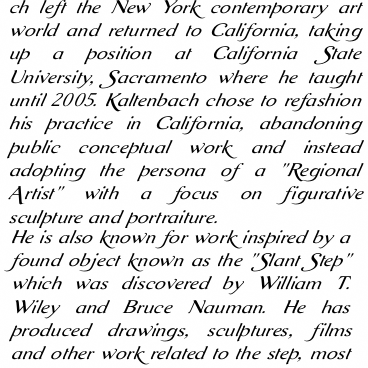 ch left the New York contemporary art
world and returned to California, taking
up a position at California State
University, Sacramento where he taught
until 2005. Kaltenbach chose to refashion
his practice in California, abandoning
public conceptual work and instead
adopting the persona of a "Regional
Artist" with a focus on figurative
sculpture and portraiture.
He is also known for work inspired by a
found object known as the "Slant Step"
which was discovered by William T.
Wiley and Bruce Nauman. He has
produced drawings, sculptures, films
and other work related to the step, most